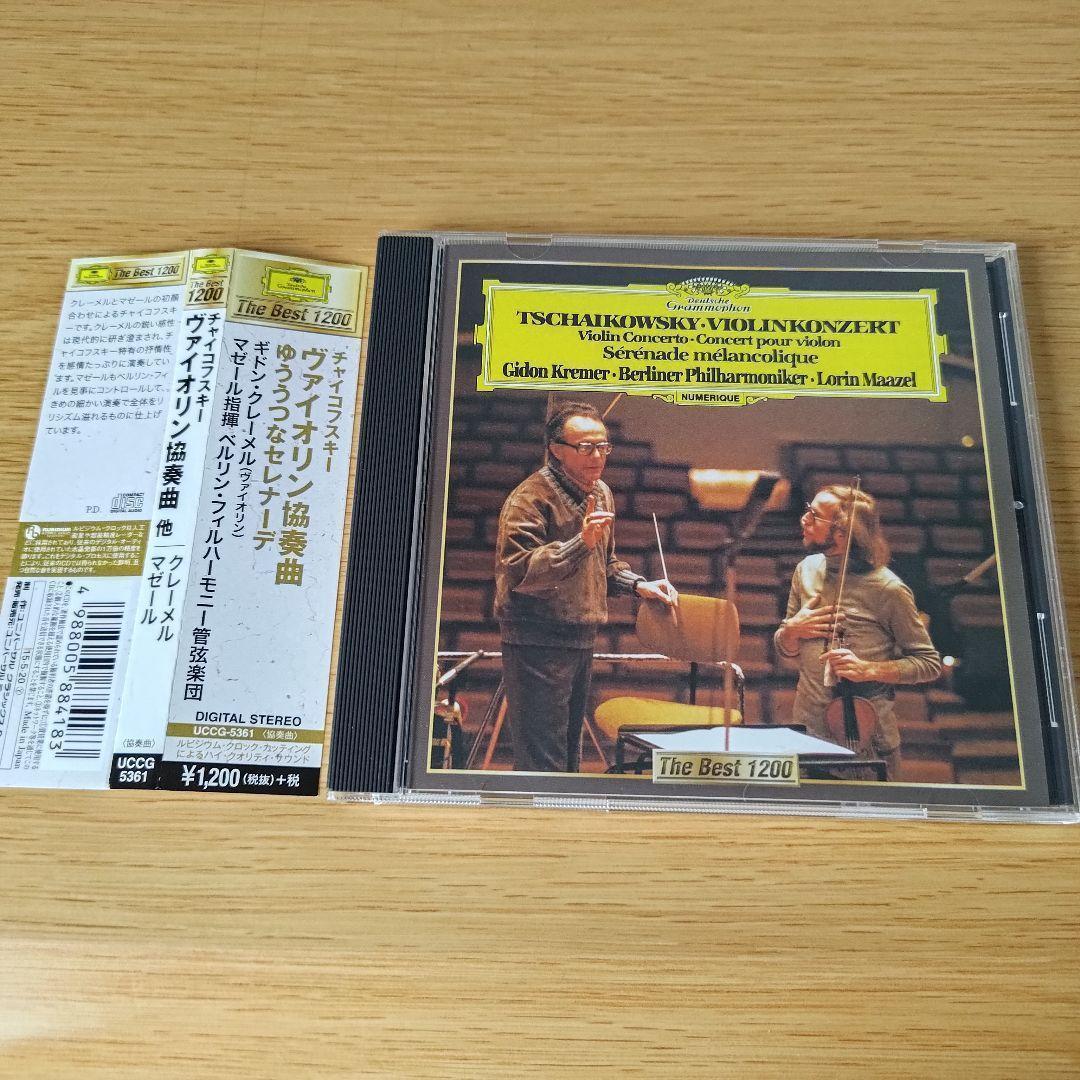 The Best 1200
クレーメルとマゼールの初顔
合わせによるチャイコフスキ
ーです。クレーメルの鋭い感性
は現代的に研ぎ澄まされ、チ
ャイコフスキー特有の抒情性
を感情たっぷりに演奏してい
ます。マゼールもベルリン・フィ
ルを見事にコントロールして、
きめの細かい演奏で全体をリ
リシズム溢れるものに仕上げ
ています。
P.D.
COMPACT
disc
DIGITAL AUDIO
4 988005 884183
Made in Japan
The Best
1200
チャイコフスキー
ヴァイオリン協奏曲 他
クレーメル
マゼール
〈協奏曲〉
UCCG
5361
Deutsche
Grammophon
The Best 1200
チャイコフスキー
ヴァイオリン協奏曲
ゆううつなセレナーデ
ギドン・クレーメル(ヴァイオリン)
マゼール指揮 ベルリン・フィルハーモニー管弦楽団
DIGITAL STEREO
UCCG-5361 〈協奏曲〉
ルビジウム・クロック・カッティング
によるハイ・クオリティ・サウンド
¥1,200(税抜)+税
Deutsche
Grammophon
TSCHAIKOWSKY·VIOLINKONZERT
Violin Concerto·Concert pour violon
Sérénade mélancolique
Gidon Kremer·Berliner Philharmoniker·Lorin Maazel
NUMERIQUE
The Best 1200